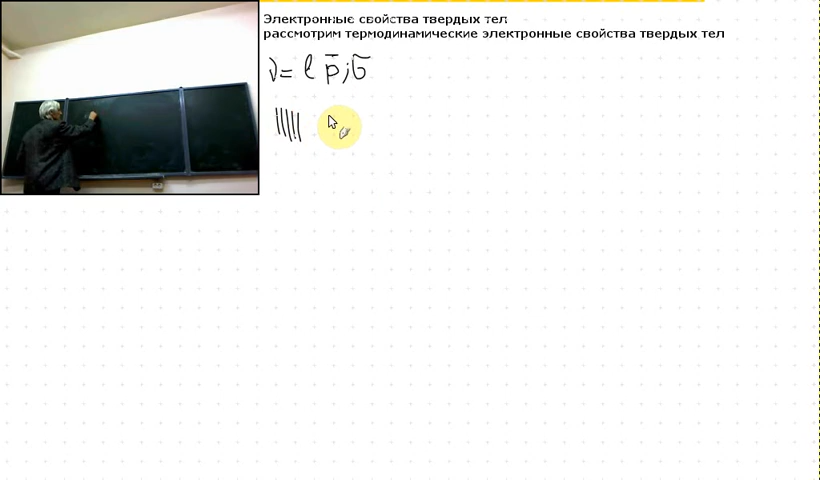 Электронные свойства твердых тел
рассмотрим термодинамические электронные свойства твердых тел
ν = l p̄ ; σ̄